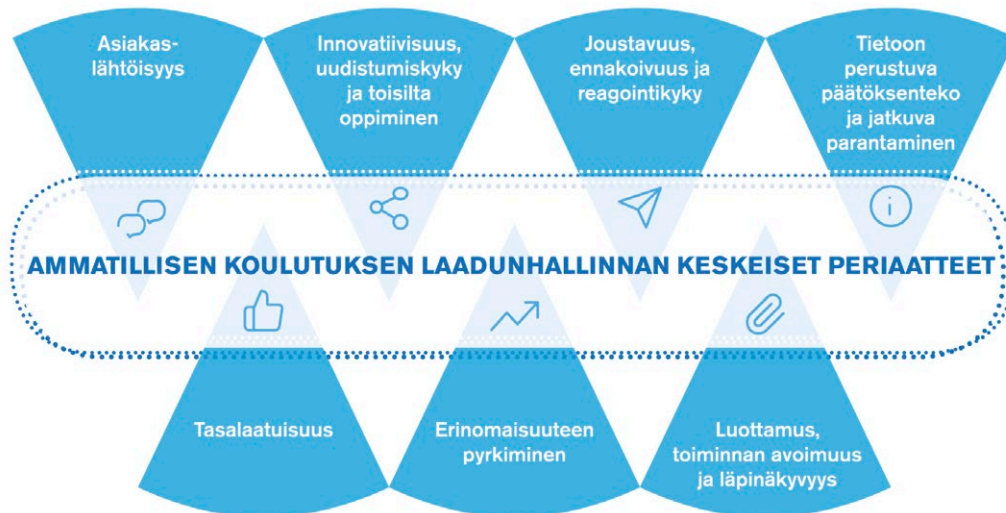 Asiakas-
lähtöisyys
Innovatiivisuus,
uudistumiskyky
ja toisilta
oppiminen
Joustavuus,
ennakoivuus ja
reagointikyky
Tietoon
perustuva
päätöksenteko
ja jatkuva
parantaminen
AMMATILLISEN KOULUTUKSEN LAADUNHALLINNAN KESKEISET PERIAATTEET
Tasalaatuisuus
Erinomaisuuteen
pyrkiminen
Luottamus,
toiminnan avoimuus
ja läpinäkyvyys